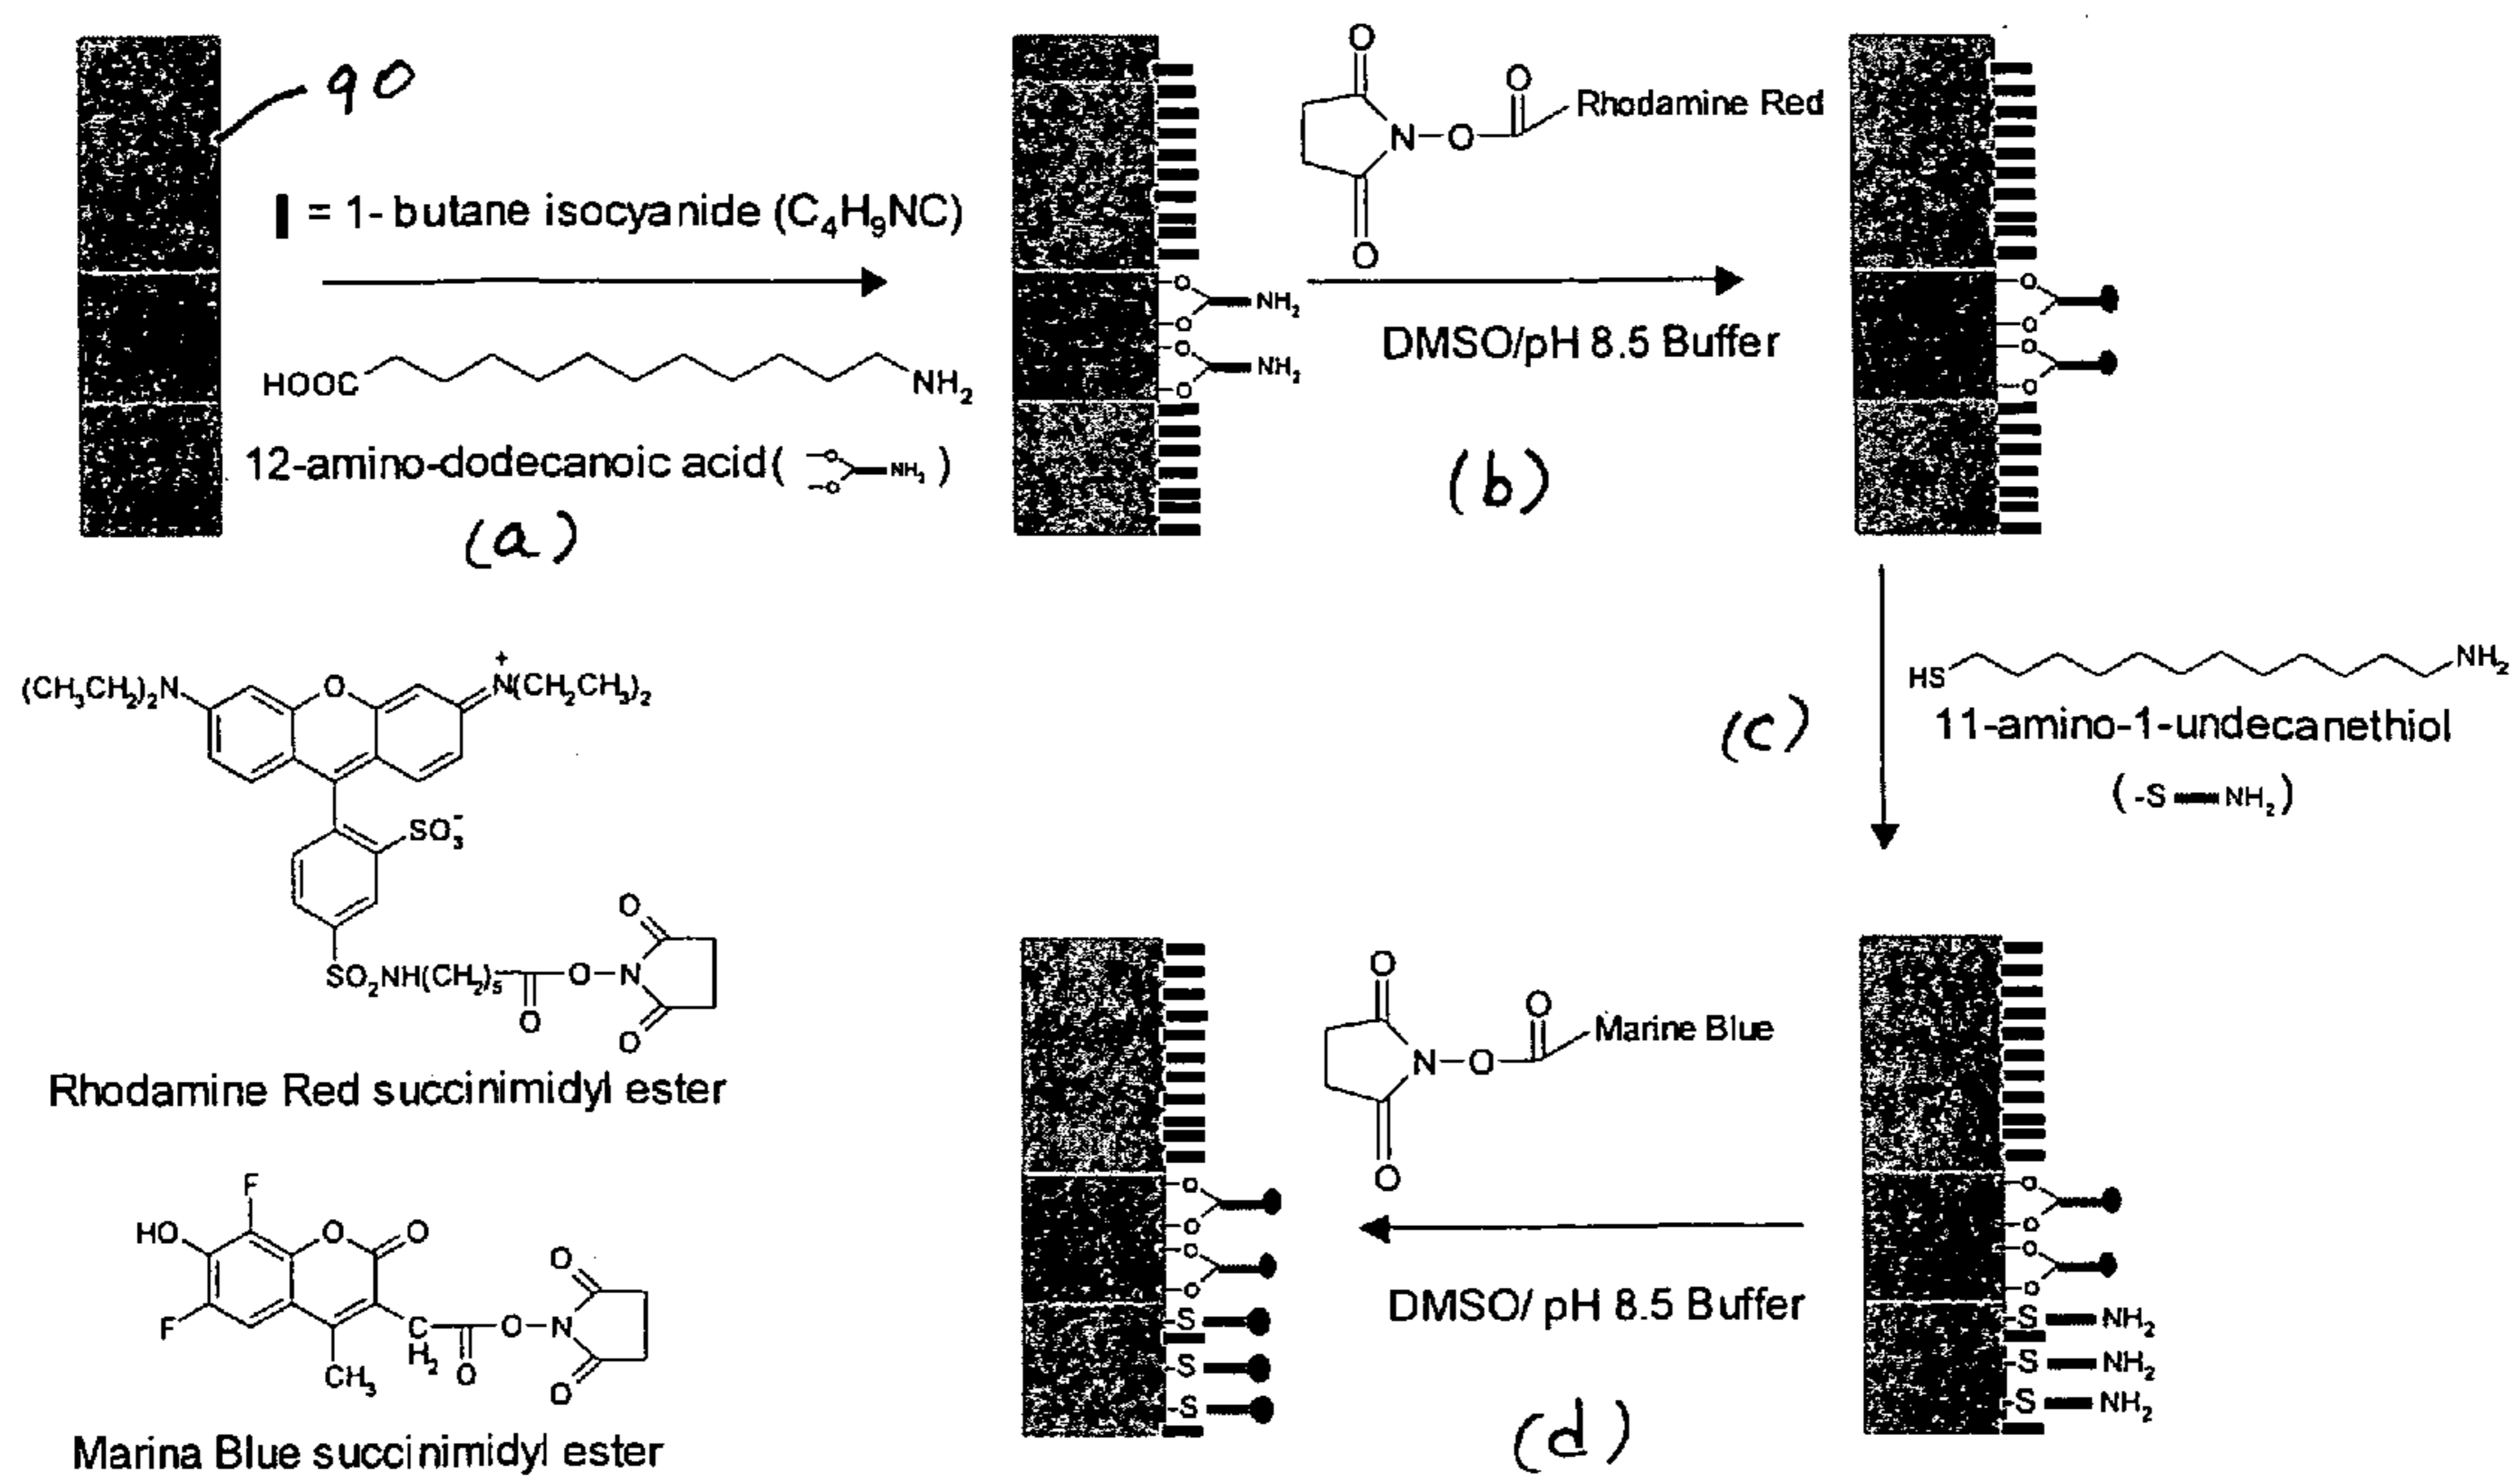 90
= 1- butane isocyanide (C4H9NC)
HOOC NH2
12-amino-dodecanoic acid( -O -O NH2 )
(a)
O O
NH2
O
O
NH2
O
O
N O O
Rhodamine Red
O
DMSO/pH 8.5 Buffer
(b)
O
O
O
O
HS NH2
11-amino-1-undecanethiol
(-S NH2)
(c)
(CH3CH2)2N O +N(CH2CH3)2
SO3-
SO2NH(CH2)5 O O N O O
Rhodamine Red succinimidyl ester
F
HO O O
F
CH3
C H2 O O N O O
Marina Blue succinimidyl ester
O
O
O
O
S
S
S
O
N O O
Marine Blue
O
DMSO/ pH 8.5 Buffer
(d)
O
O
O
O
S NH2
S NH2
-S NH2